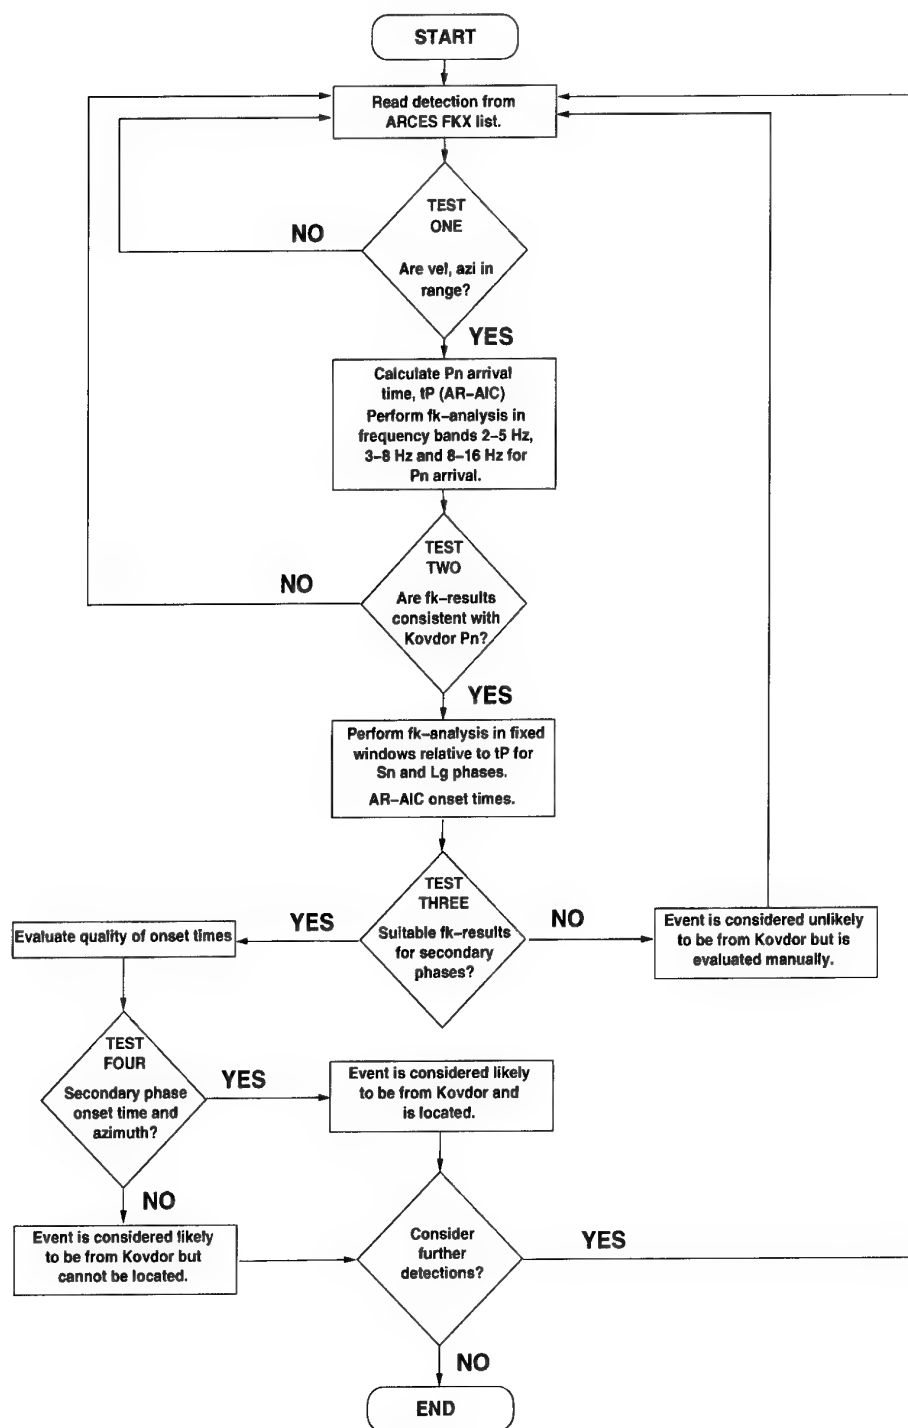 START
Read detection from
ARCES FKX list.
TEST
ONE
NO
Are vel, azi in
range?
YES
Calculate Pn arrival
time, tP (AR–AIC)
Perform fk–analysis in
frequency bands 2–5 Hz,
3–8 Hz and 8–16 Hz for
Pn arrival.
TEST
TWO
NO
Are fk–results
consistent with
Kovdor Pn?
YES
Perform fk–analysis in fixed
windows relative to tP for
Sn and Lg phases.
AR–AIC onset times.
TEST
THREE
YES
NO
Suitable fk–results
for secondary
phases?
Evaluate quality of onset times
Event is considered unlikely
to be from Kovdor but is
evaluated manually.
TEST
FOUR
YES
Secondary phase
onset time and
azimuth?
Event is considered likely
to be from Kovdor and
is located.
NO
Event is considered likely
to be from Kovdor but
cannot be located.
Consider
further
detections?
YES
NO
END